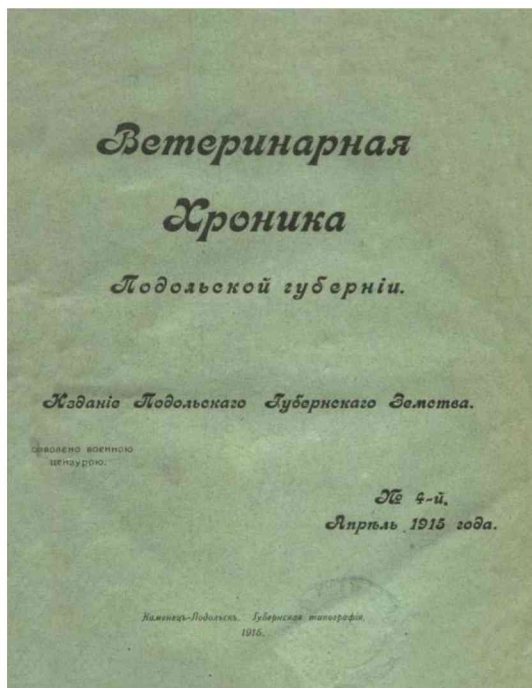 Ветеринарная
Хроника
Подольской губерніи.
Изданіе Подольскаго Губернскаго Земства.
военною
цензурою.
№ 4-й.
Апрѣль 1915 года.
Каменецъ-Подольскъ. Губернская типографія.
1915.